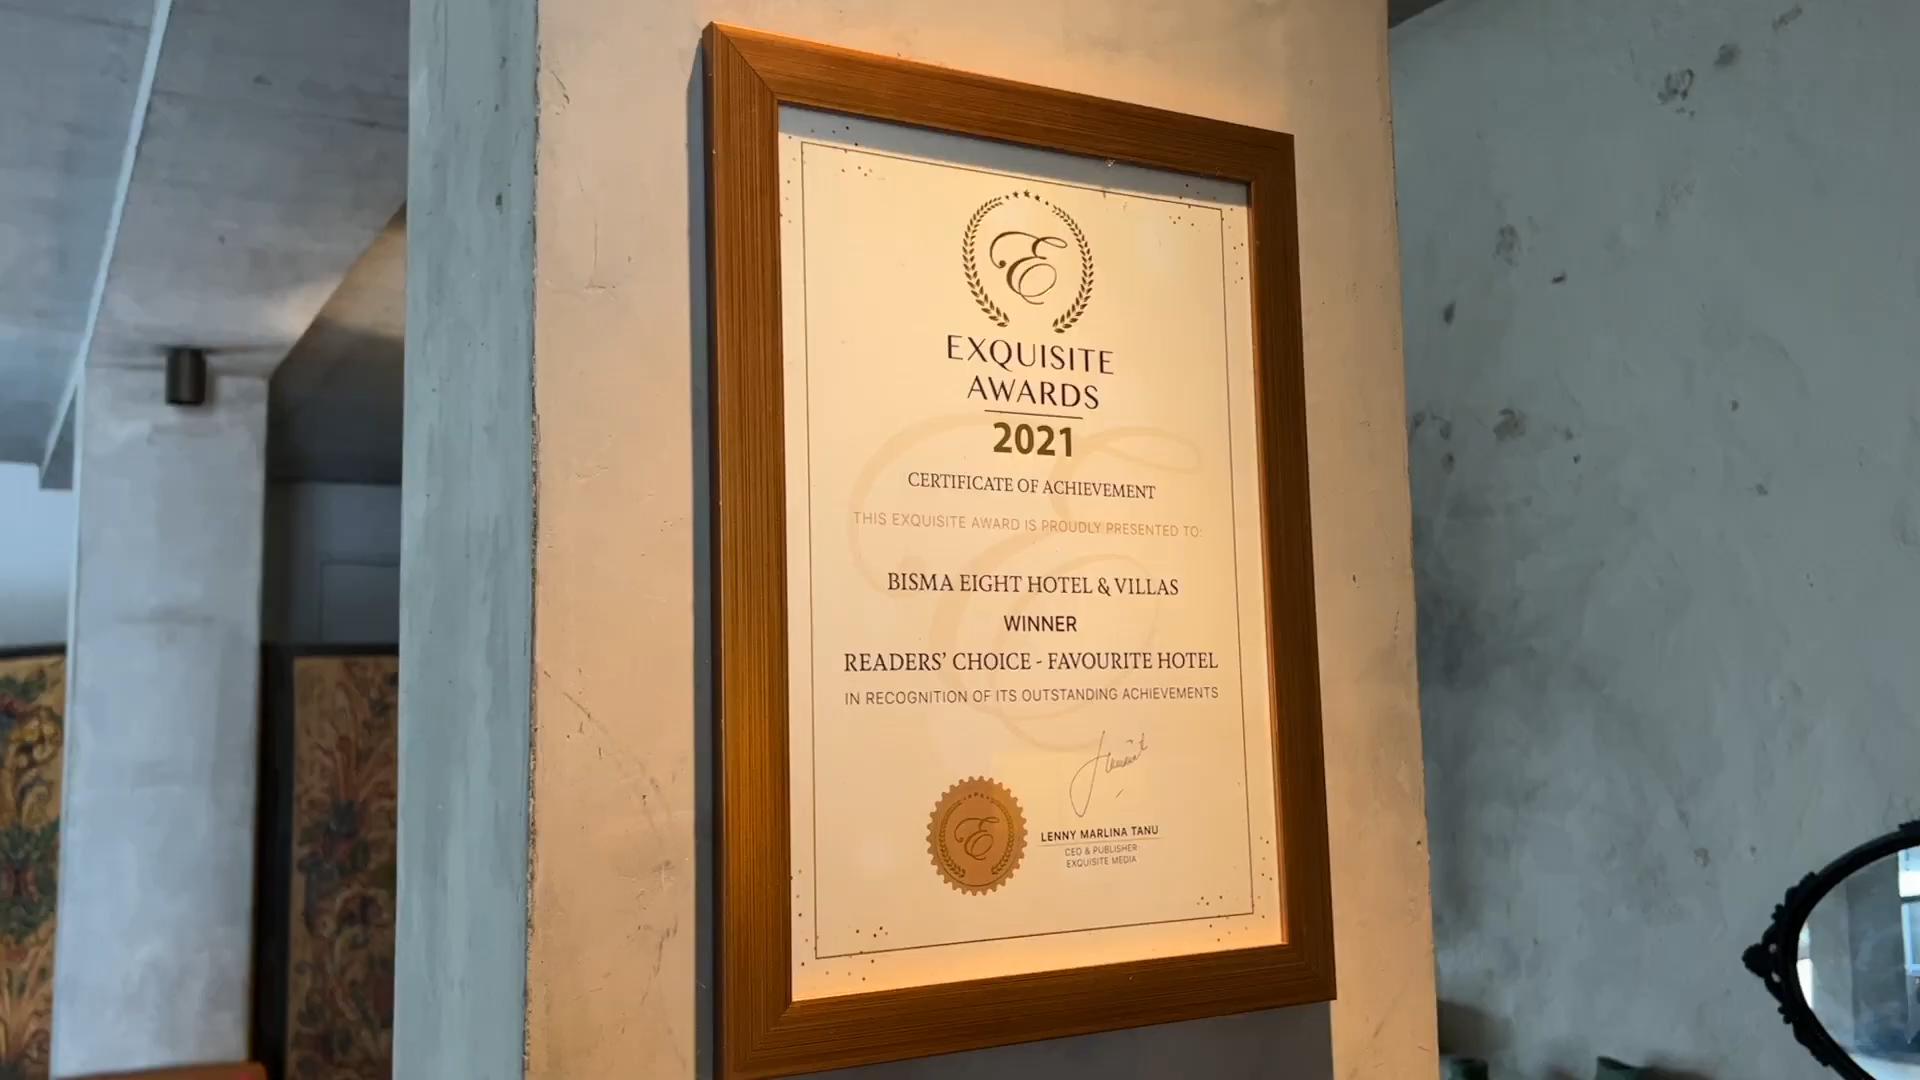 E
EXQUISITE
AWARDS
2021
CERTIFICATE OF ACHIEVEMENT
THIS EXQUISITE AWARD IS PROUDLY PRESENTED TO:
BISMA EIGHT HOTEL & VILLAS
WINNER
READERS' CHOICE - FAVOURITE HOTEL
IN RECOGNITION OF ITS OUTSTANDING ACHIEVEMENTS
E
LENNY MARLINA TANU
CEO & PUBLISHER
EXQUISITE MEDIA